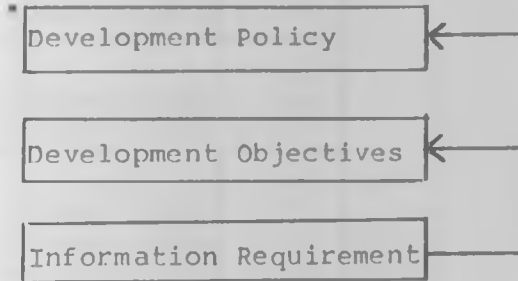 Development Policy
Development Objectives
Information Requirement